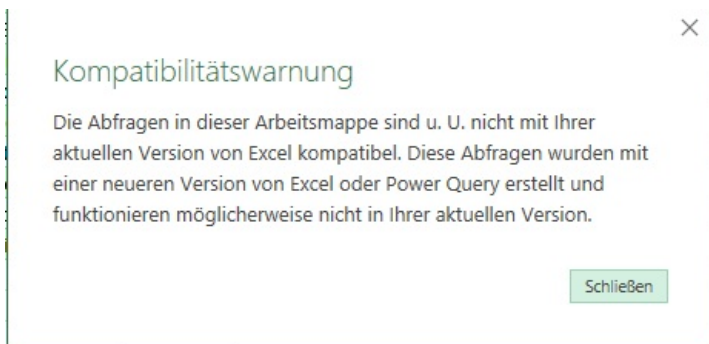 Kompatibilitätswarnung
Die Abfragen in dieser Arbeitsmappe sind u. U. nicht mit Ihrer
aktuellen Version von Excel kompatibel. Diese Abfragen wurden mit
einer neueren Version von Excel oder Power Query erstellt und
funktionieren möglicherweise nicht in Ihrer aktuellen Version.
Schließen